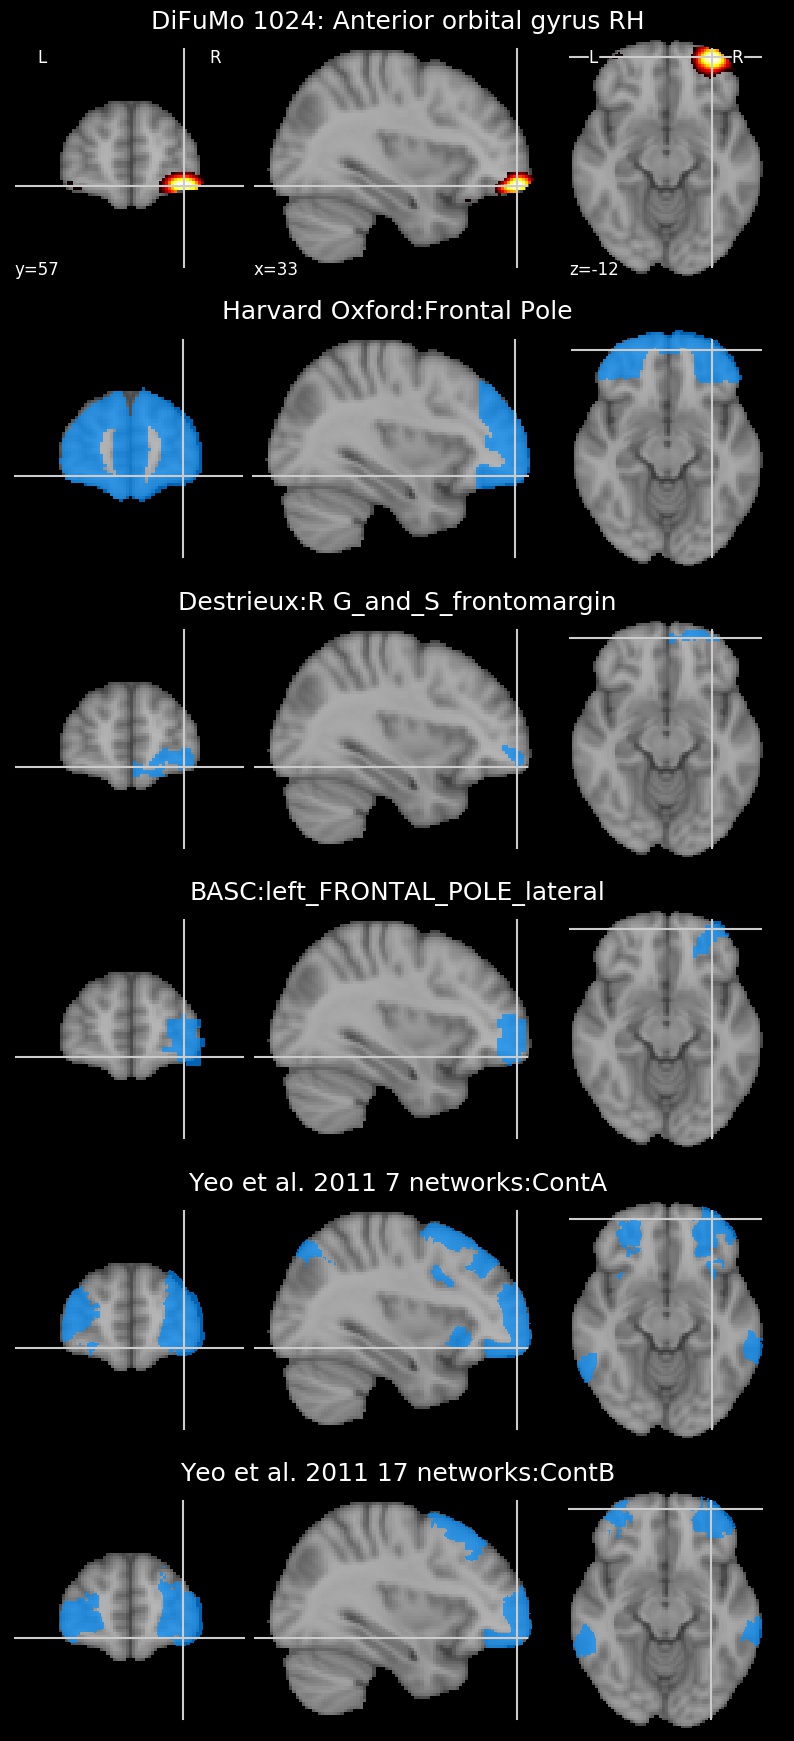 DiFuMo 1024: Anterior orbital gyrus RH
L R L R
y=57 x=33 z=-12
Harvard Oxford:Frontal Pole
Destrieux:R G_and_S_frontomargin
BASC:left_FRONTAL_POLE_lateral
Yeo et al. 2011 7 networks:ContA
Yeo et al. 2011 17 networks:ContB